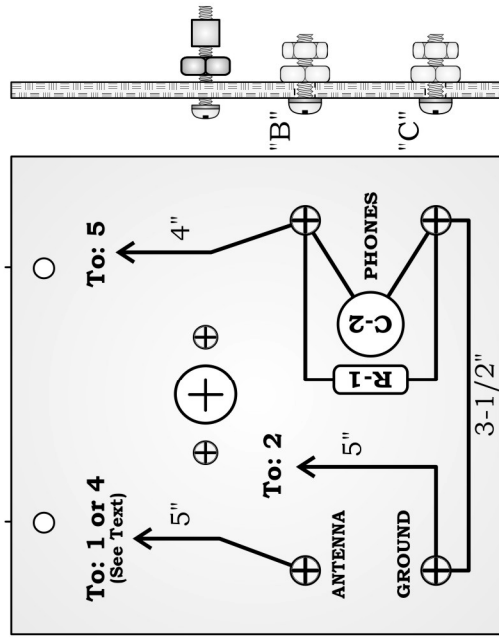 To: 1 or 4
(See Text)
To: 5
5"
4"
To: 2
"B"
ANTENNA
5"
R-1
C-2
PHONES
GROUND
"C"
3-1/2"